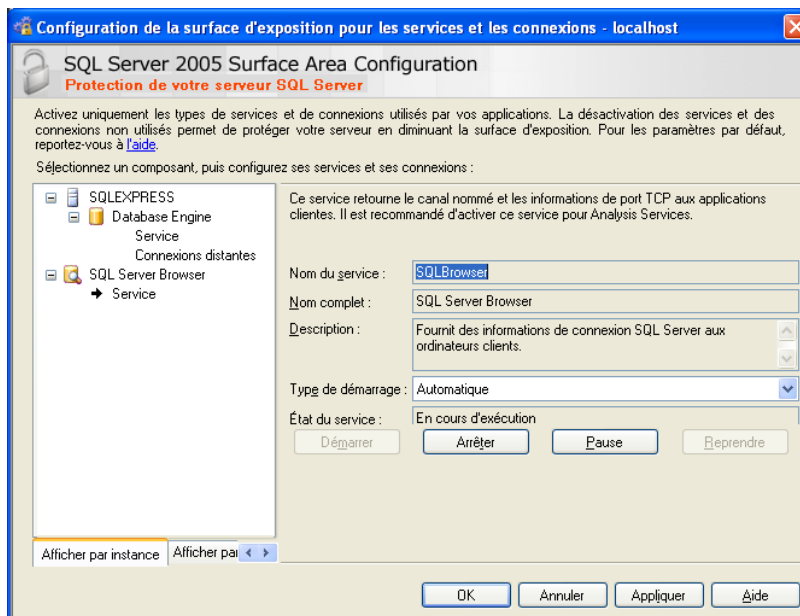 Configuration de la surface d'exposition pour les services et les connexions - localhost
SQL Server 2005 Surface Area Configuration
Protection de votre serveur SQL Server
Activez uniquement les types de services et de connexions utilisés par vos applications. La désactivation des services et des
connexions non utilisés permet de protéger votre serveur en diminuant la surface d'exposition. Pour les paramètres par défaut,
reportez-vous à l'aide.
Sélectionnez un composant, puis configurez ses services et ses connexions :
SQLEXPRESS
Database Engine
Service
Connexions distantes
SQL Server Browser
Service
Afficher par instance
Afficher pa
Ce service retourne le canal nommé et les informations de port TCP aux applications
clientes. Il est recommandé d'activer ce service pour Analysis Services.
Nom du service : SQLBrowser
Nom complet : SQL Server Browser
Description : Fournit des informations de connexion SQL Server aux
ordinateurs clients.
Type de démarrage : Automatique
État du service : En cours d'exécution
Démarrer Arrêter Pause Reprendre
OK Annuler Appliquer Aide